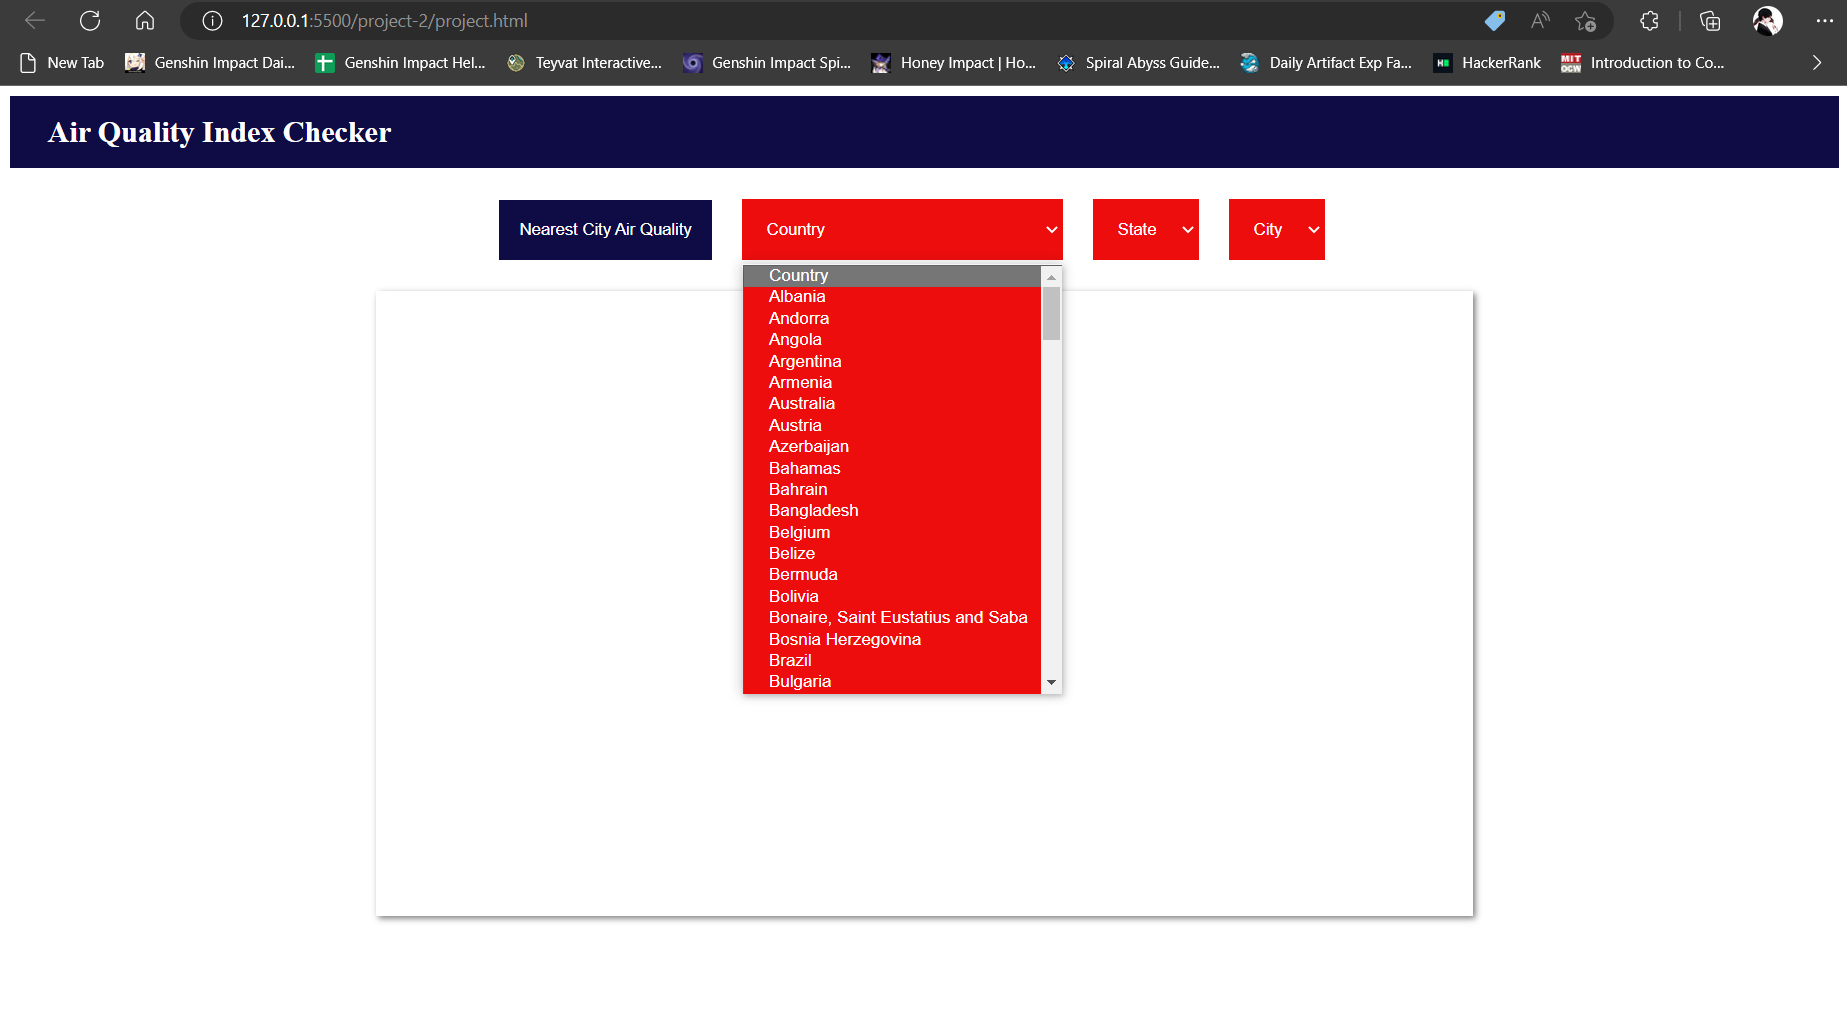 127.0.0.1:5500/project-2/project.html
New Tab Genshin Impact Dai... Genshin Impact Hel... Teyvat Interactive... Genshin Impact Spi... Honey Impact | Ho... Spiral Abyss Guide... Daily Artifact Exp Fa... HackerRank Introduction to Co...
Air Quality Index Checker
Nearest City Air Quality Country State City
Country
Albania
Andorra
Angola
Argentina
Armenia
Australia
Austria
Azerbaijan
Bahamas
Bahrain
Bangladesh
Belgium
Belize
Bermuda
Bolivia
Bonaire, Saint Eustatius and Saba
Bosnia Herzegovina
Brazil
Bulgaria